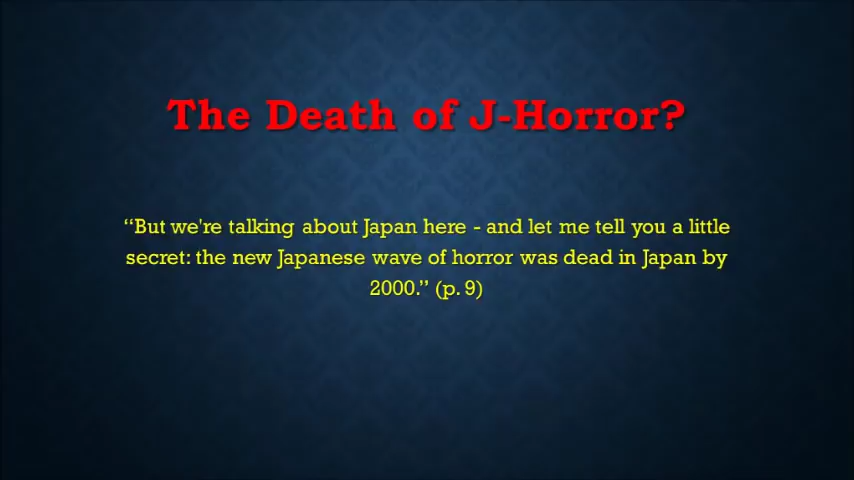 The Death of J-Horror?
“But we're talking about Japan here - and let me tell you a little
secret: the new Japanese wave of horror was dead in Japan by
2000.” (p. 9)